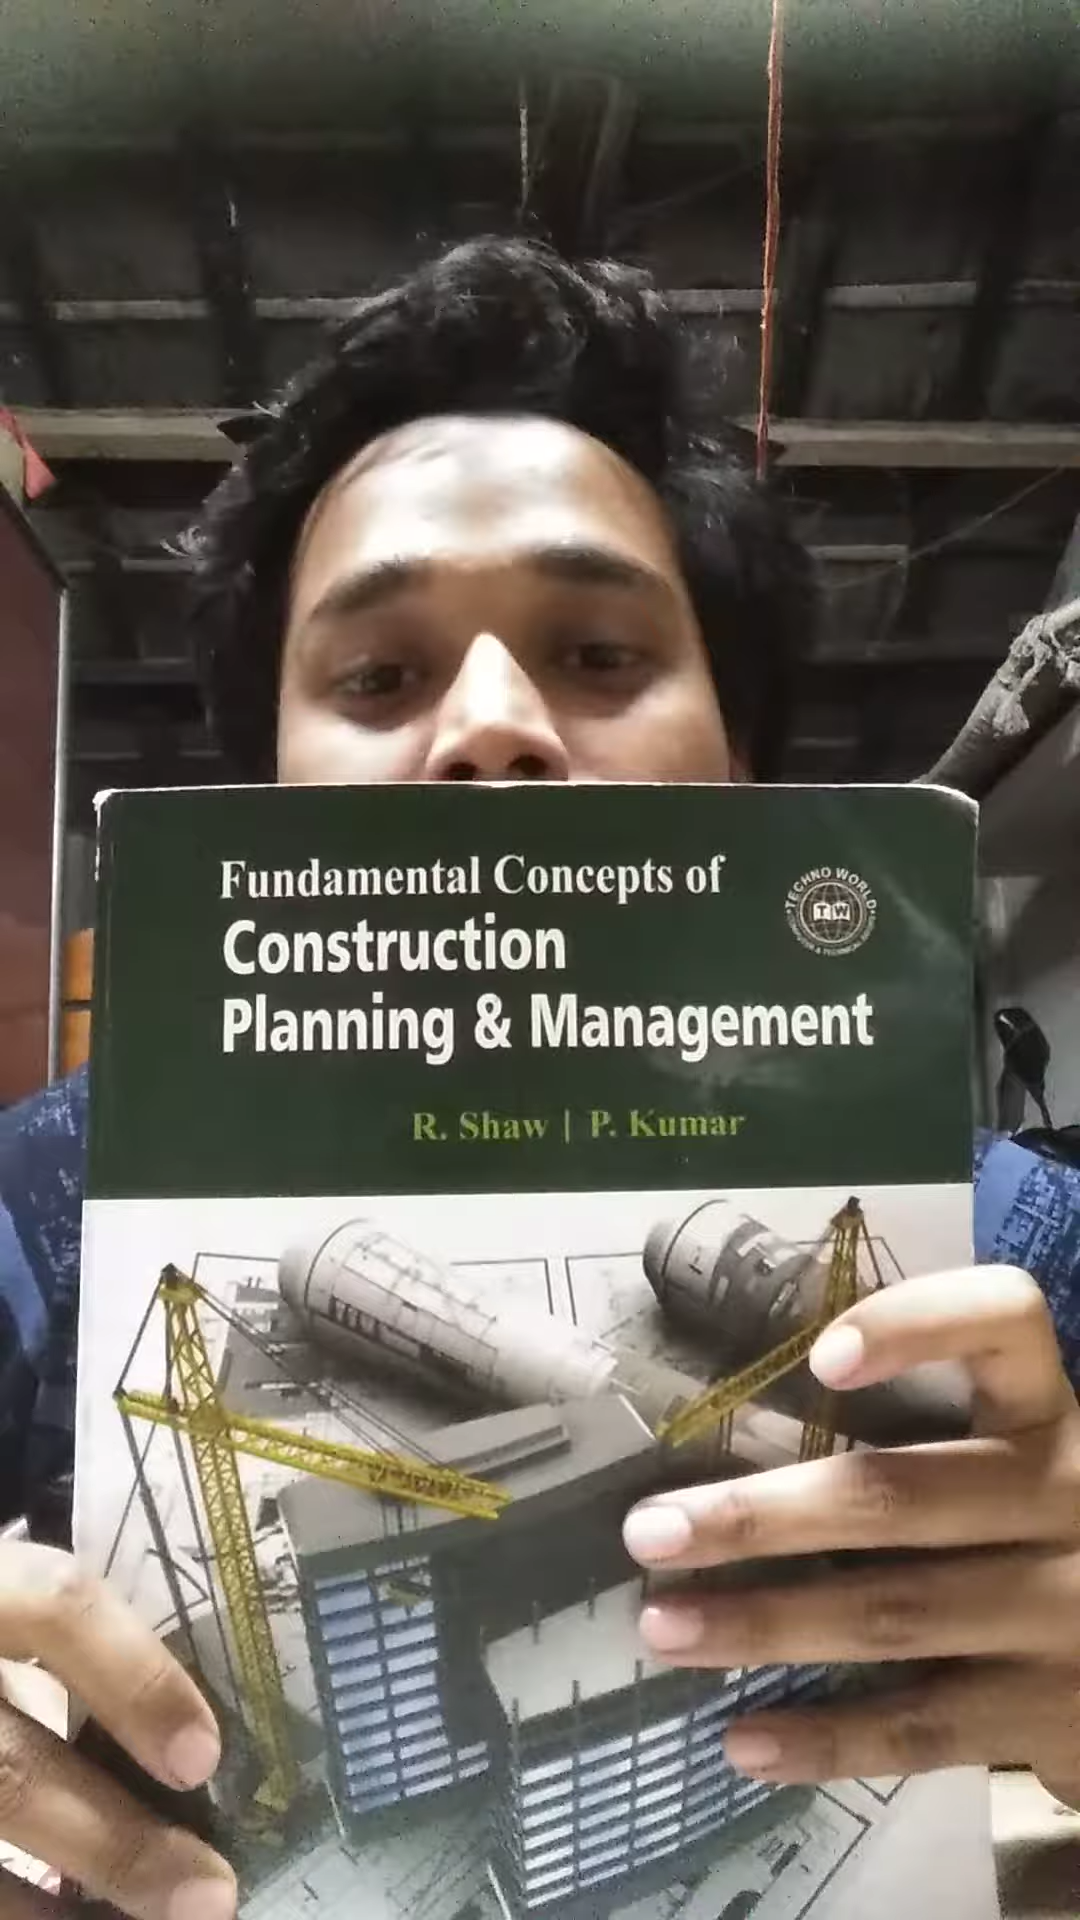 Fundamental Concepts of
Construction
Planning & Management
TECHNO WORLD
TW
R. Shaw | P. Kumar